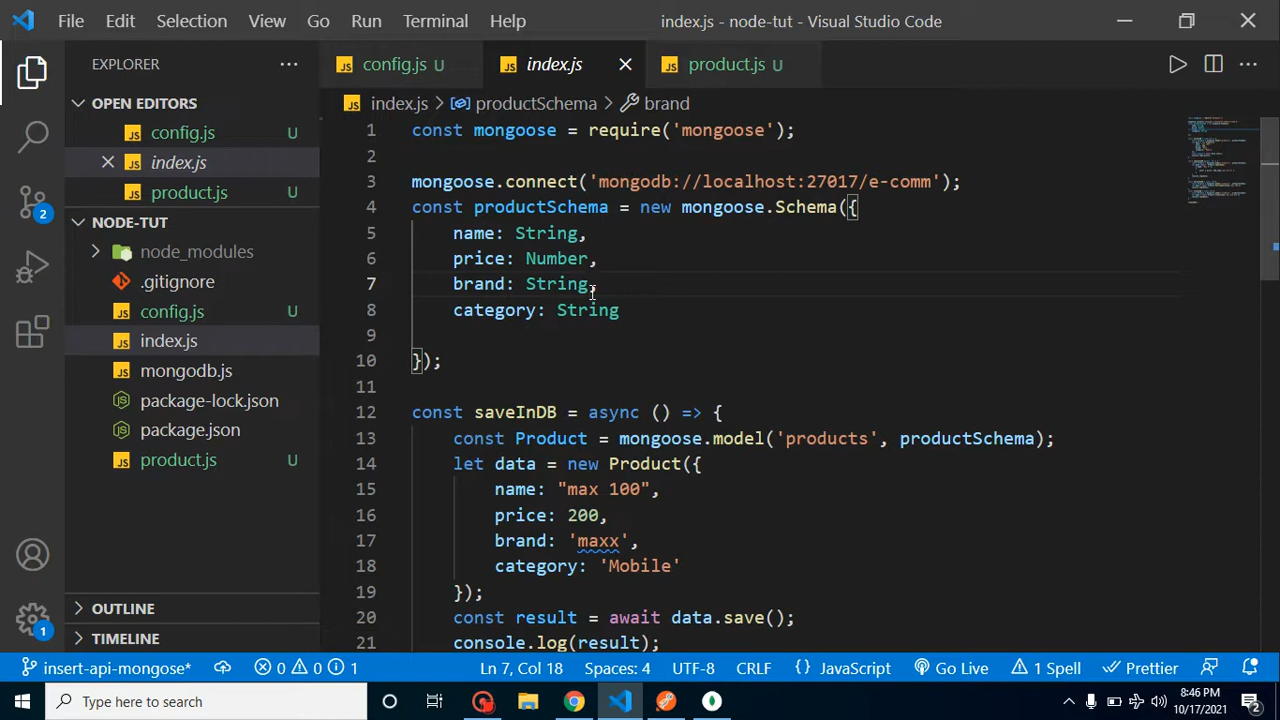 File Edit Selection View Go Run Terminal Help index.js - node-tut - Visual Studio Code
EXPLORER
OPEN EDITORS
config.js U
index.js
product.js U
NODE-TUT
node_modules
.gitignore
config.js U
index.js
mongodb.js
package-lock.json
package.json
product.js U
OUTLINE
TIMELINE
2
1
config.js U index.js product.js U
index.js > productSchema > brand
1 const mongoose = require('mongoose');
2
3 mongoose.connect('mongodb://localhost:27017/e-comm');
4 const productSchema = new mongoose.Schema({
5 name: String,
6 price: Number,
7 brand: String,
8 category: String
9
10 });
11
12 const saveInDB = async () => {
13 const Product = mongoose.model('products', productSchema);
14 let data = new Product({
15 name: "max 100",
16 price: 200,
17 brand: 'maxx',
18 category: 'Mobile'
19 });
20 const result = await data.save();
21 console.log(result);
insert-api-mongoose* 0 0 1 Ln 7, Col 18 Spaces: 4 UTF-8 CRLF {} JavaScript Go Live 1 Spell Prettier
Type here to search
8:46 PM
10/17/2021
2